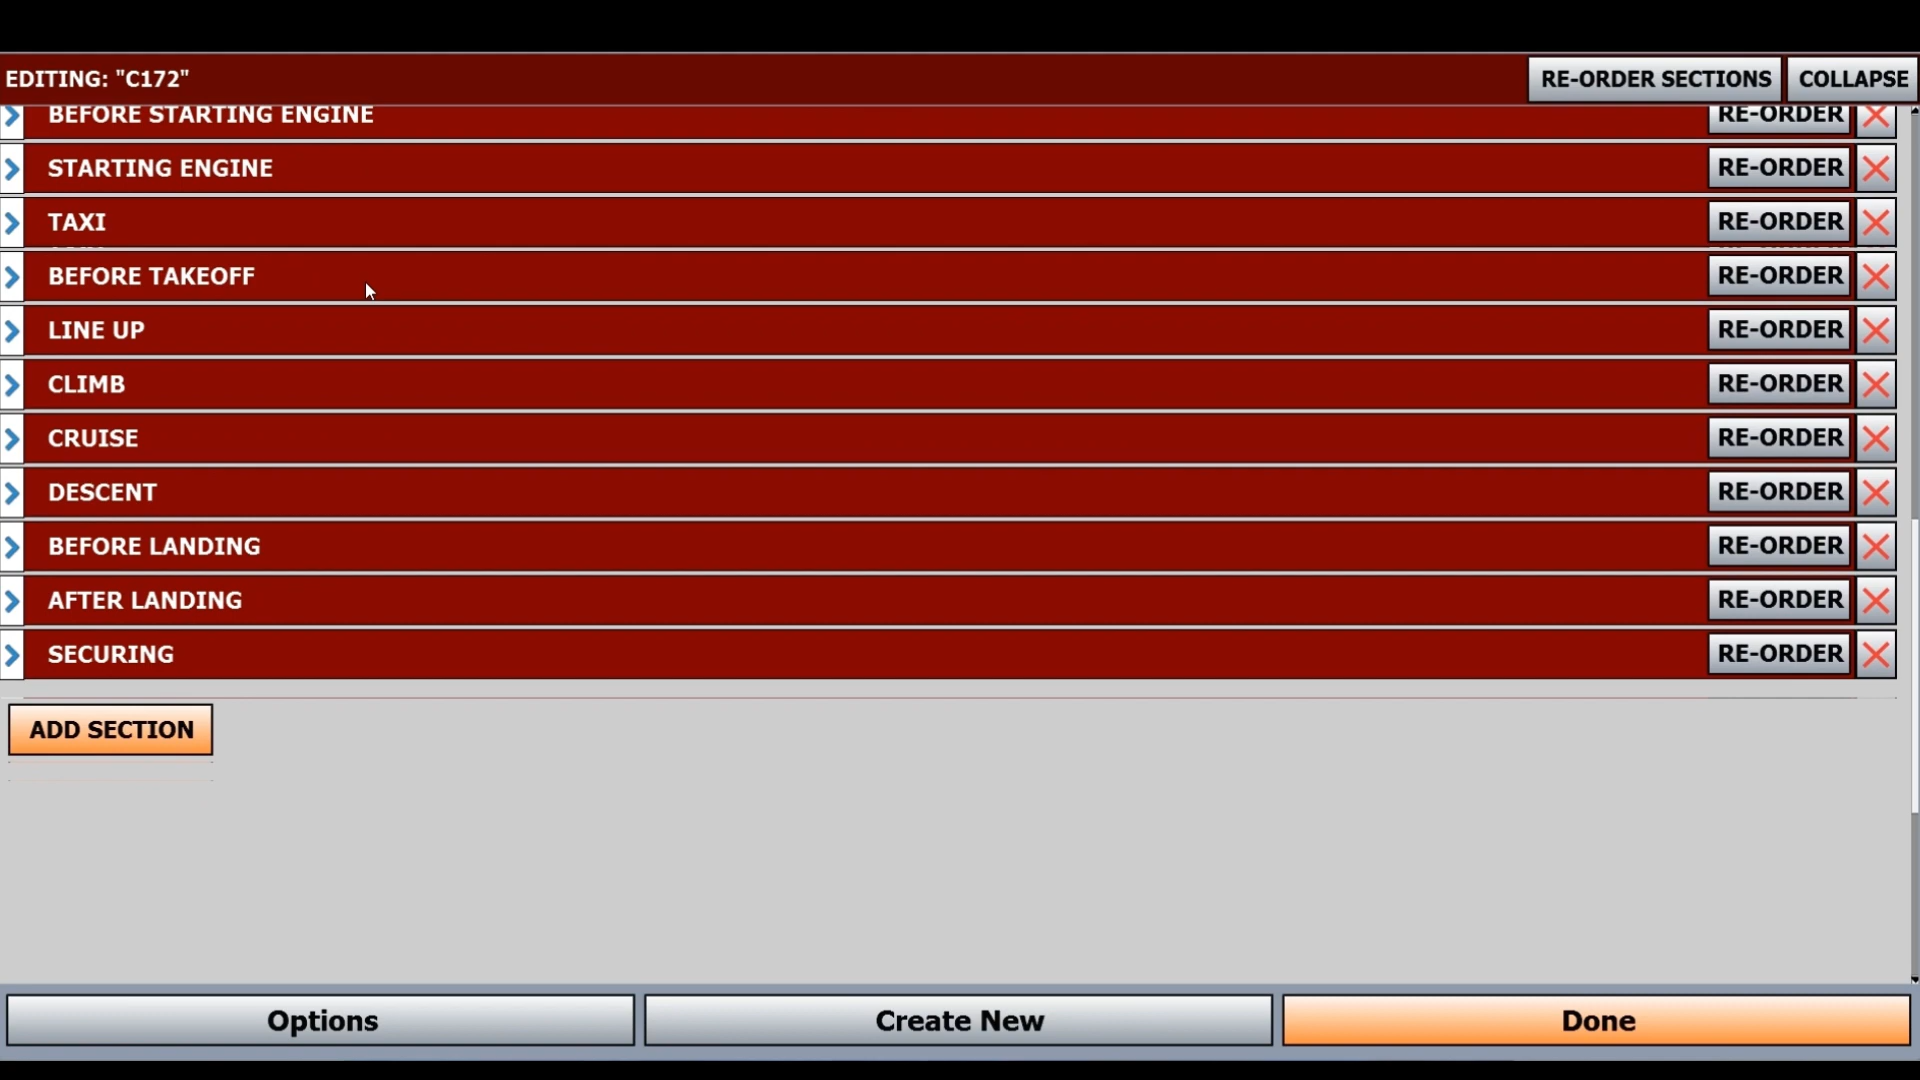 EDITING: "C172" RE-ORDER SECTIONS COLLAPSE
BEFORE STARTING ENGINE RE-ORDER
STARTING ENGINE RE-ORDER
TAXI RE-ORDER
BEFORE TAKEOFF RE-ORDER
LINE UP RE-ORDER
CLIMB RE-ORDER
CRUISE RE-ORDER
DESCENT RE-ORDER
BEFORE LANDING RE-ORDER
AFTER LANDING RE-ORDER
SECURING RE-ORDER
ADD SECTION
Options Create New Done